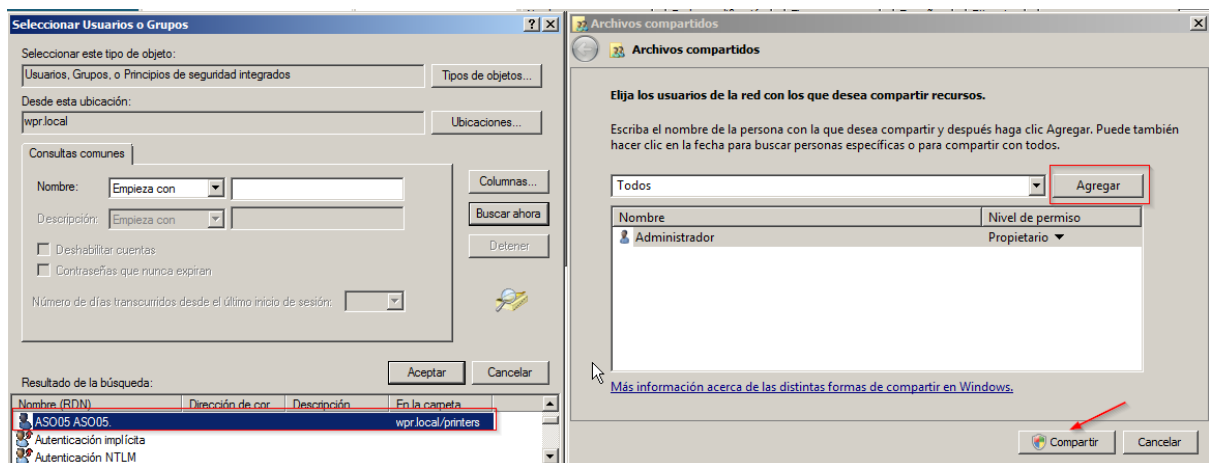 Seleccionar Usuarios o Grupos
Seleccionar este tipo de objeto:
Usuarios, Grupos, o Principios de seguridad integrados
Tipos de objetos...
Desde esta ubicación:
wpr.local
Ubicaciones...
Consultas comunes
Nombre: Empieza con
Columnas...
Descripción: Empieza con
Buscar ahora
Deshabilitar cuentas
Detener
Contraseñas que nunca expiran
Número de días transcurridos desde el último inicio de sesión:
Aceptar Cancelar
Resultado de la búsqueda:
Nombre (RDN) Dirección de cor Descripción En la carpeta
ASO05 ASO05. wpr.local/printers
Autenticación implícita
Autenticación NTLM
Archivos compartidos
Archivos compartidos
Elija los usuarios de la red con los que desea compartir recursos.
Escriba el nombre de la persona con la que desea compartir y después haga clic Agregar. Puede también
hacer clic en la fecha para buscar personas específicas o para compartir con todos.
Todos Agregar
Nombre Nivel de permiso
Administrador Propietario
Más información acerca de las distintas formas de compartir en Windows.
Compartir Cancelar